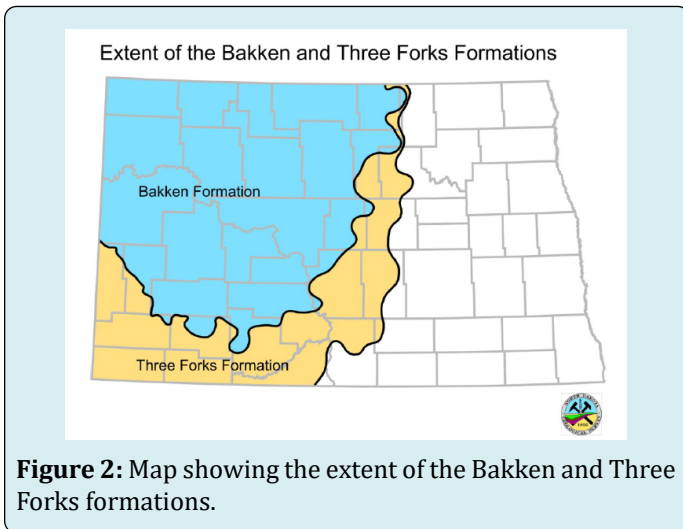 Extent of the Bakken and Three Forks Formations
Bakken Formation
Three Forks Formation
Figure 2: Map showing the extent of the Bakken and Three
Forks formations.